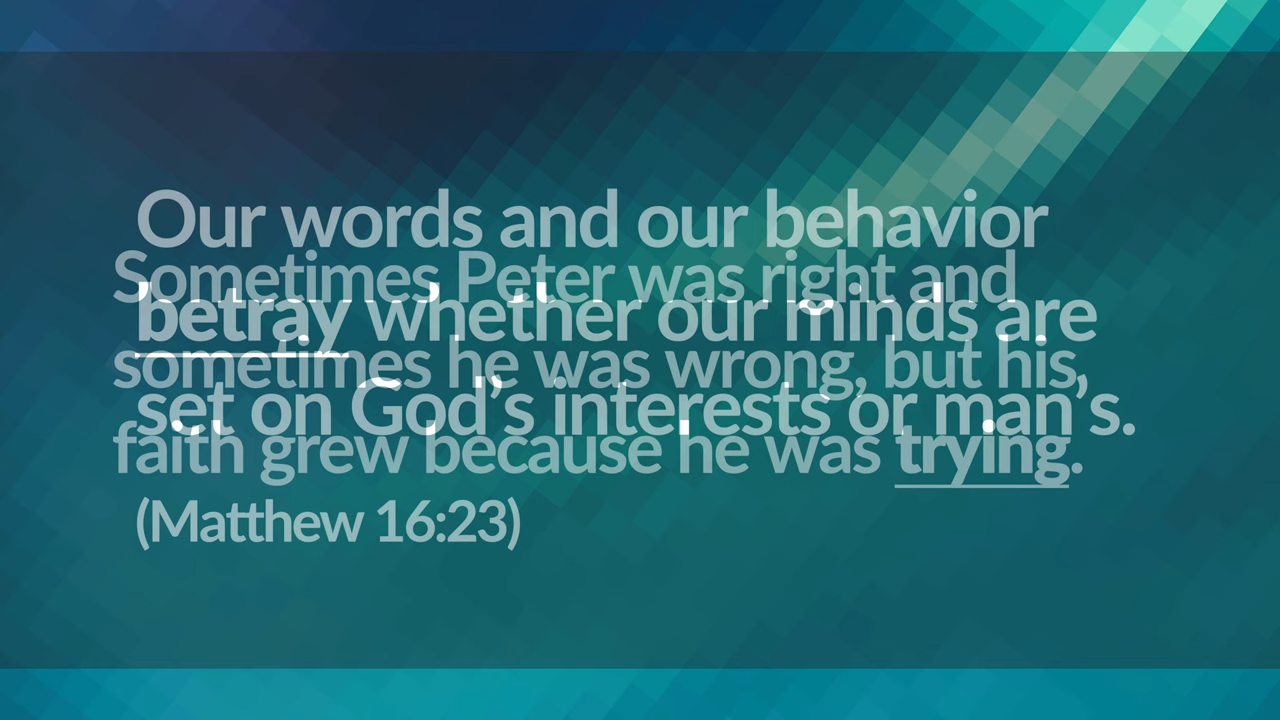 Our words and our behavior
betray whether our minds are
set on God’s interests or man’s.
(Matthew 16:23)
Sometimes Peter was right and
sometimes he was wrong, but his,
faith grew because he was trying.